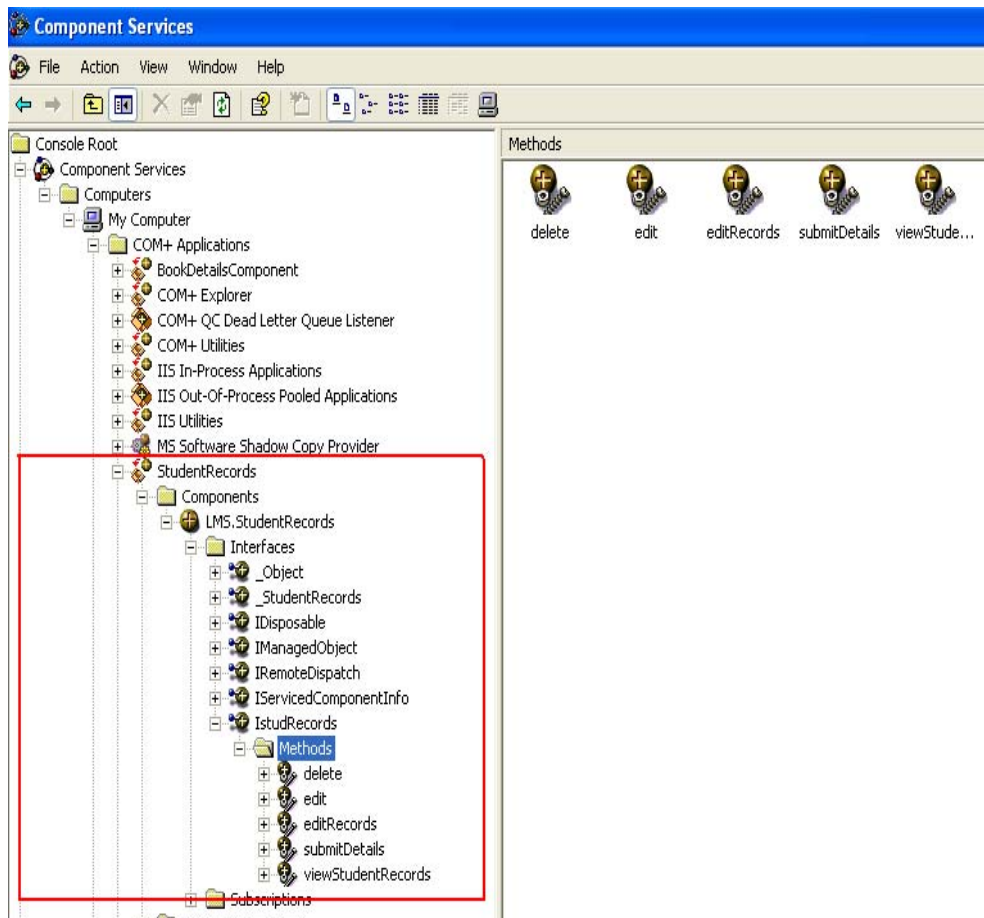 Component Services
File Action View Window Help
Console Root
Component Services
Computers
My Computer
COM+ Applications
BookDetailsComponent
COM+ Explorer
COM+ QC Dead Letter Queue Listener
COM+ Utilities
IIS In-Process Applications
IIS Out-Of-Process Pooled Applications
IIS Utilities
MS Software Shadow Copy Provider
StudentRecords
Components
LMS.StudentRecords
Interfaces
_Object
_StudentRecords
IDisposable
IManagedObject
IRemoteDispatch
IServicedComponentInfo
IstudRecords
Methods
delete
edit
editRecords
submitDetails
viewStudentRecords
Subscriptions
Methods
delete edit editRecords submitDetails viewStude...